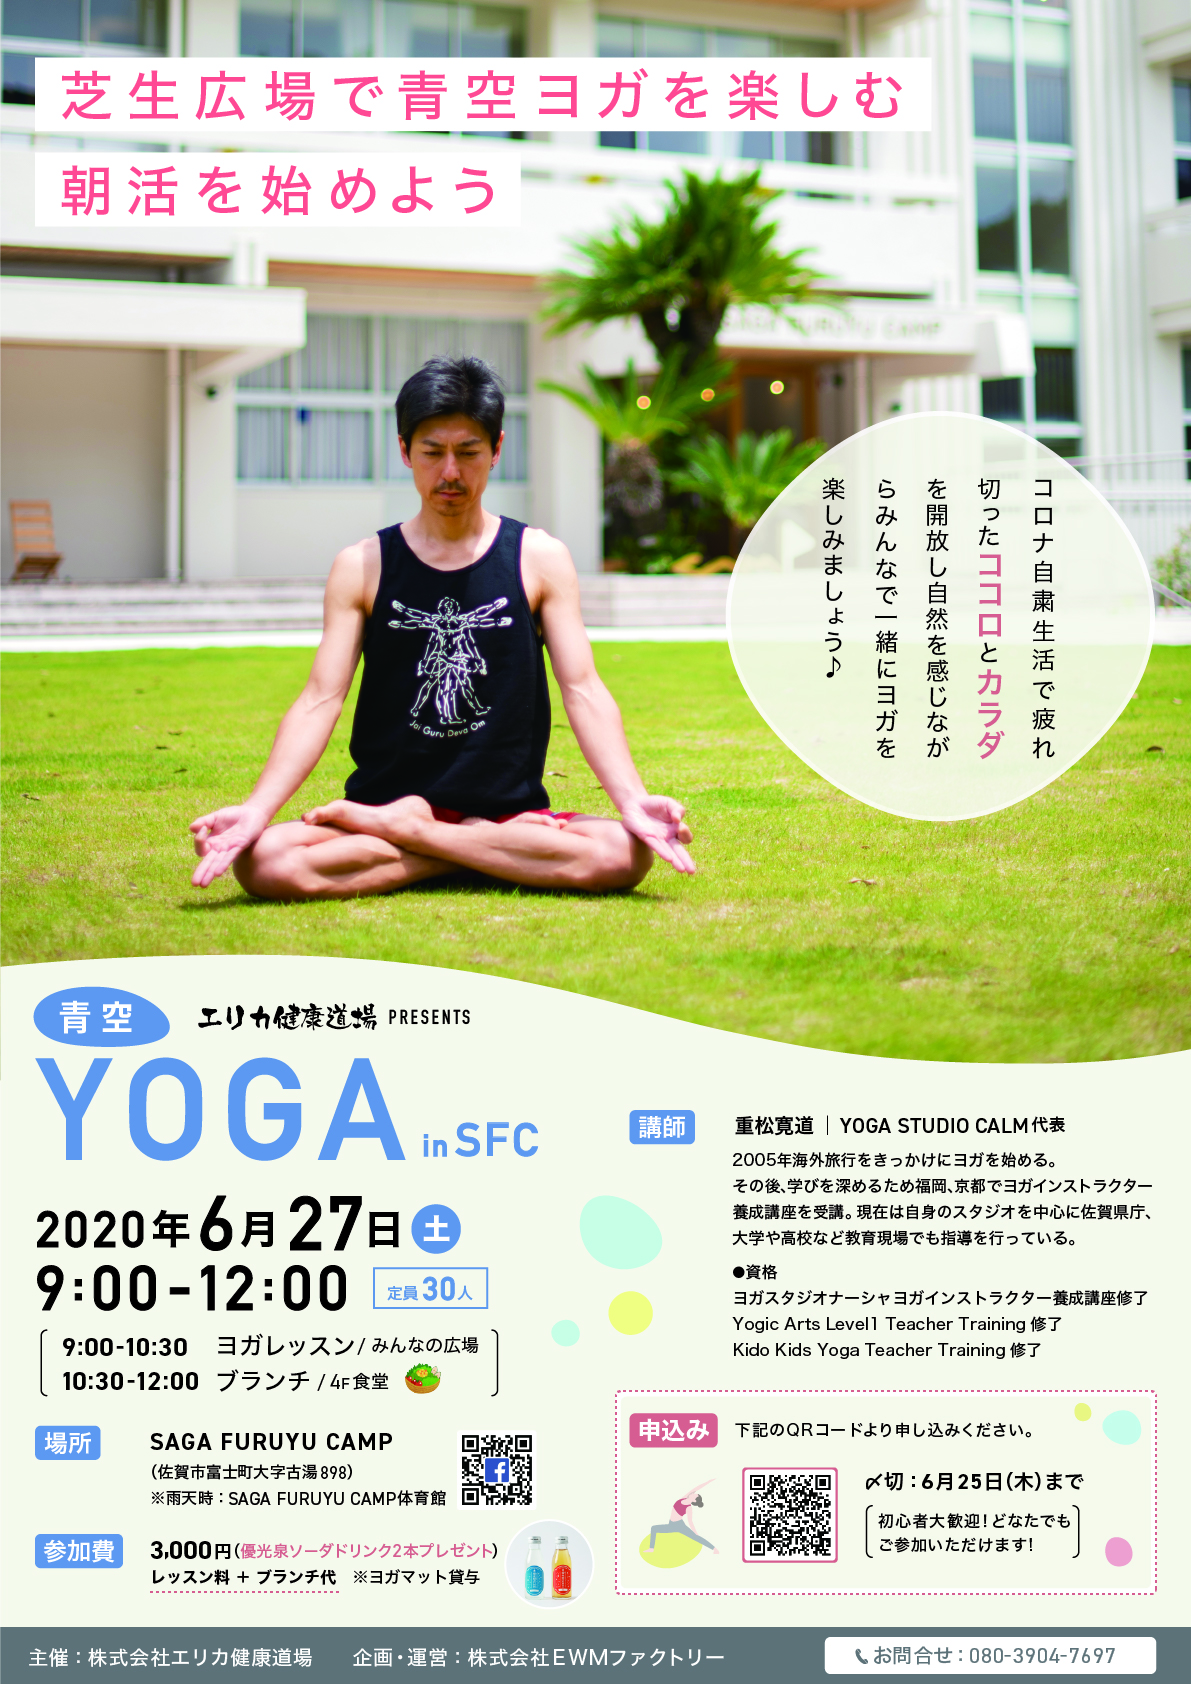 芝生広場で青空ヨガを楽しむ
朝活を始めよう
SAGA FURUYU CAMP
コロナ自粛生活で疲れ
切ったココロとカラダ
を開放し自然を感じなが
らみんなで一緒にヨガを
楽しみましょう♪
Jai Guru Deva Om
青空
エリカ健康道場 PRESENTS
YOGA in SFC
2020年6月27日 土
9:00-12:00 定員30人
9:00-10:30 ヨガレッスン / みんなの広場
10:30-12:00 ブランチ / 4F食堂
場所 SAGA FURUYU CAMP
(佐賀市富士町大字古湯898)
※雨天時：SAGA FURUYU CAMP体育館
参加費 3,000円(優光泉ソーダドリンク2本プレゼント)
レッスン料 + ブランチ代 ※ヨガマット貸与
講師 重松寛道｜YOGA STUDIO CALM代表
2005年海外旅行をきっかけにヨガを始める。
その後、学びを深めるため福岡、京都でヨガインストラクター
養成講座を受講。現在は自身のスタジオを中心に佐賀県庁、
大学や高校など教育現場でも指導を行っている。
●資格
ヨガスタジオナーシャヨガインストラクター養成講座修了
Yogic Arts Level1 Teacher Training 修了
Kido Kids Yoga Teacher Training 修了
申込み 下記のQRコードより申し込みください。
〆切：6月25日(木)まで
初心者大歓迎！どなたでも
ご参加いただけます！
主催：株式会社エリカ健康道場 企画・運営：株式会社EWMファクトリー
お問合せ：080-3904-7697